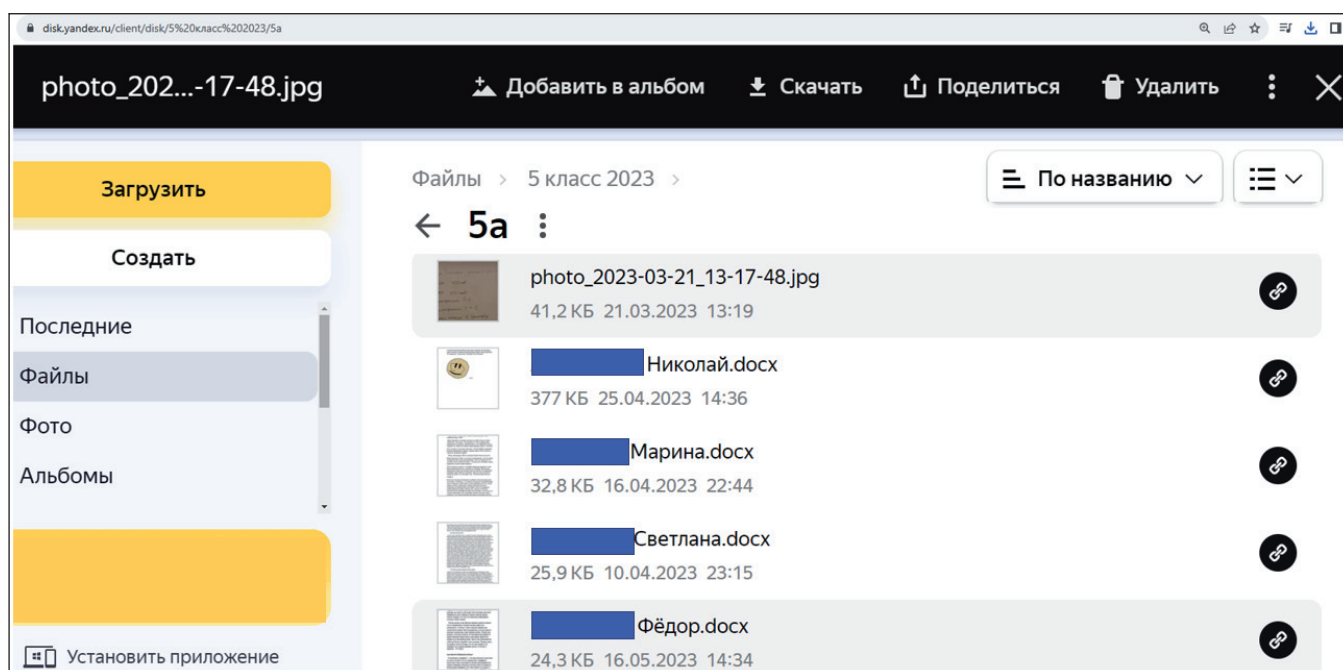 disk.yandex.ru/client/disk/5%20класс%202023/5a
photo_202...-17-48.jpg
Добавить в альбом
Скачать
Поделиться
Удалить
Загрузить
Создать
Последние
Файлы
Фото
Альбомы
Установить приложение
Файлы > 5 класс 2023 >
По названию
5а
photo_2023-03-21_13-17-48.jpg
41,2 КБ 21.03.2023 13:19
Николай.docx
377 КБ 25.04.2023 14:36
Марина.docx
32,8 КБ 16.04.2023 22:44
Светлана.docx
25,9 КБ 10.04.2023 23:15
Фёдор.docx
24,3 КБ 16.05.2023 14:34